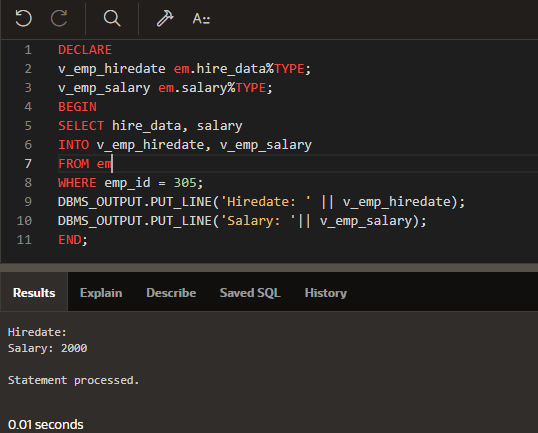 A::
1 DECLARE
2 v_emp_hiredate em.hire_data%TYPE;
3 v_emp_salary em.salary%TYPE;
4 BEGIN
5 SELECT hire_data, salary
6 INTO v_emp_hiredate, v_emp_salary
7 FROM em
8 WHERE emp_id = 305;
9 DBMS_OUTPUT.PUT_LINE('Hiredate: ' || v_emp_hiredate);
10 DBMS_OUTPUT.PUT_LINE('Salary: '|| v_emp_salary);
11 END;
Results Explain Describe Saved SQL History
Hiredate:
Salary: 2000
Statement processed.
0.01 seconds